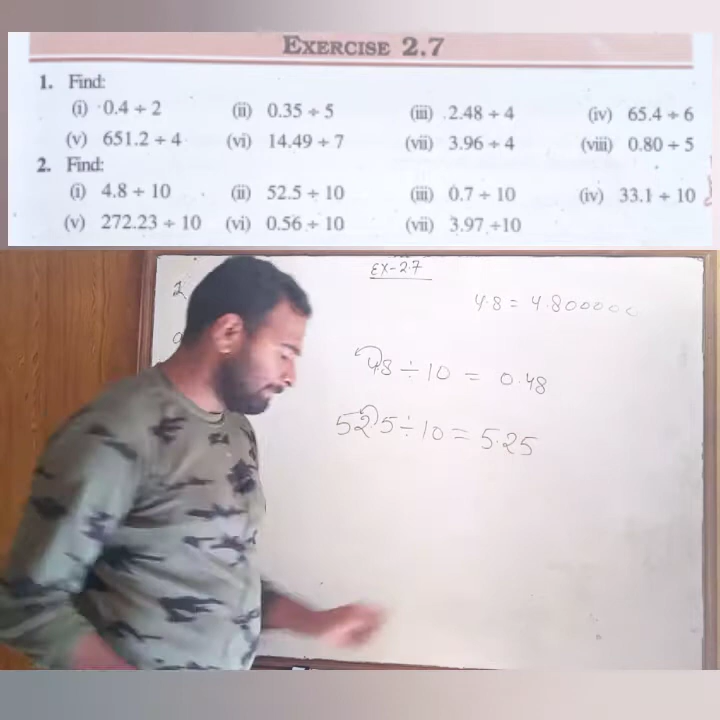 EXERCISE 2.7
1. Find:
(i) 0.4 ÷ 2 (ii) 0.35 ÷ 5 (iii) 2.48 ÷ 4 (iv) 65.4 ÷ 6
(v) 651.2 ÷ 4 (vi) 14.49 ÷ 7 (vii) 3.96 ÷ 4 (viii) 0.80 ÷ 5
2. Find:
(i) 4.8 ÷ 10 (ii) 52.5 ÷ 10 (iii) 0.7 ÷ 10 (iv) 33.1 ÷ 10
(v) 272.23 ÷ 10 (vi) 0.56 ÷ 10 (vii) 3.97 ÷10
EX-2.7
2
4.8 = 4.800000
48 ÷ 10 = 0.48
52.5 ÷ 10 = 5.25